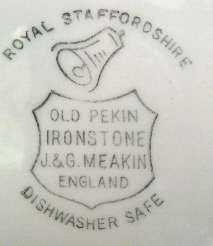 ROYAL STAFFORDSHIRE
OLD PEKIN
IRONSTONE
J.&G. MEAKIN
ENGLAND
DISHWASHER SAFE